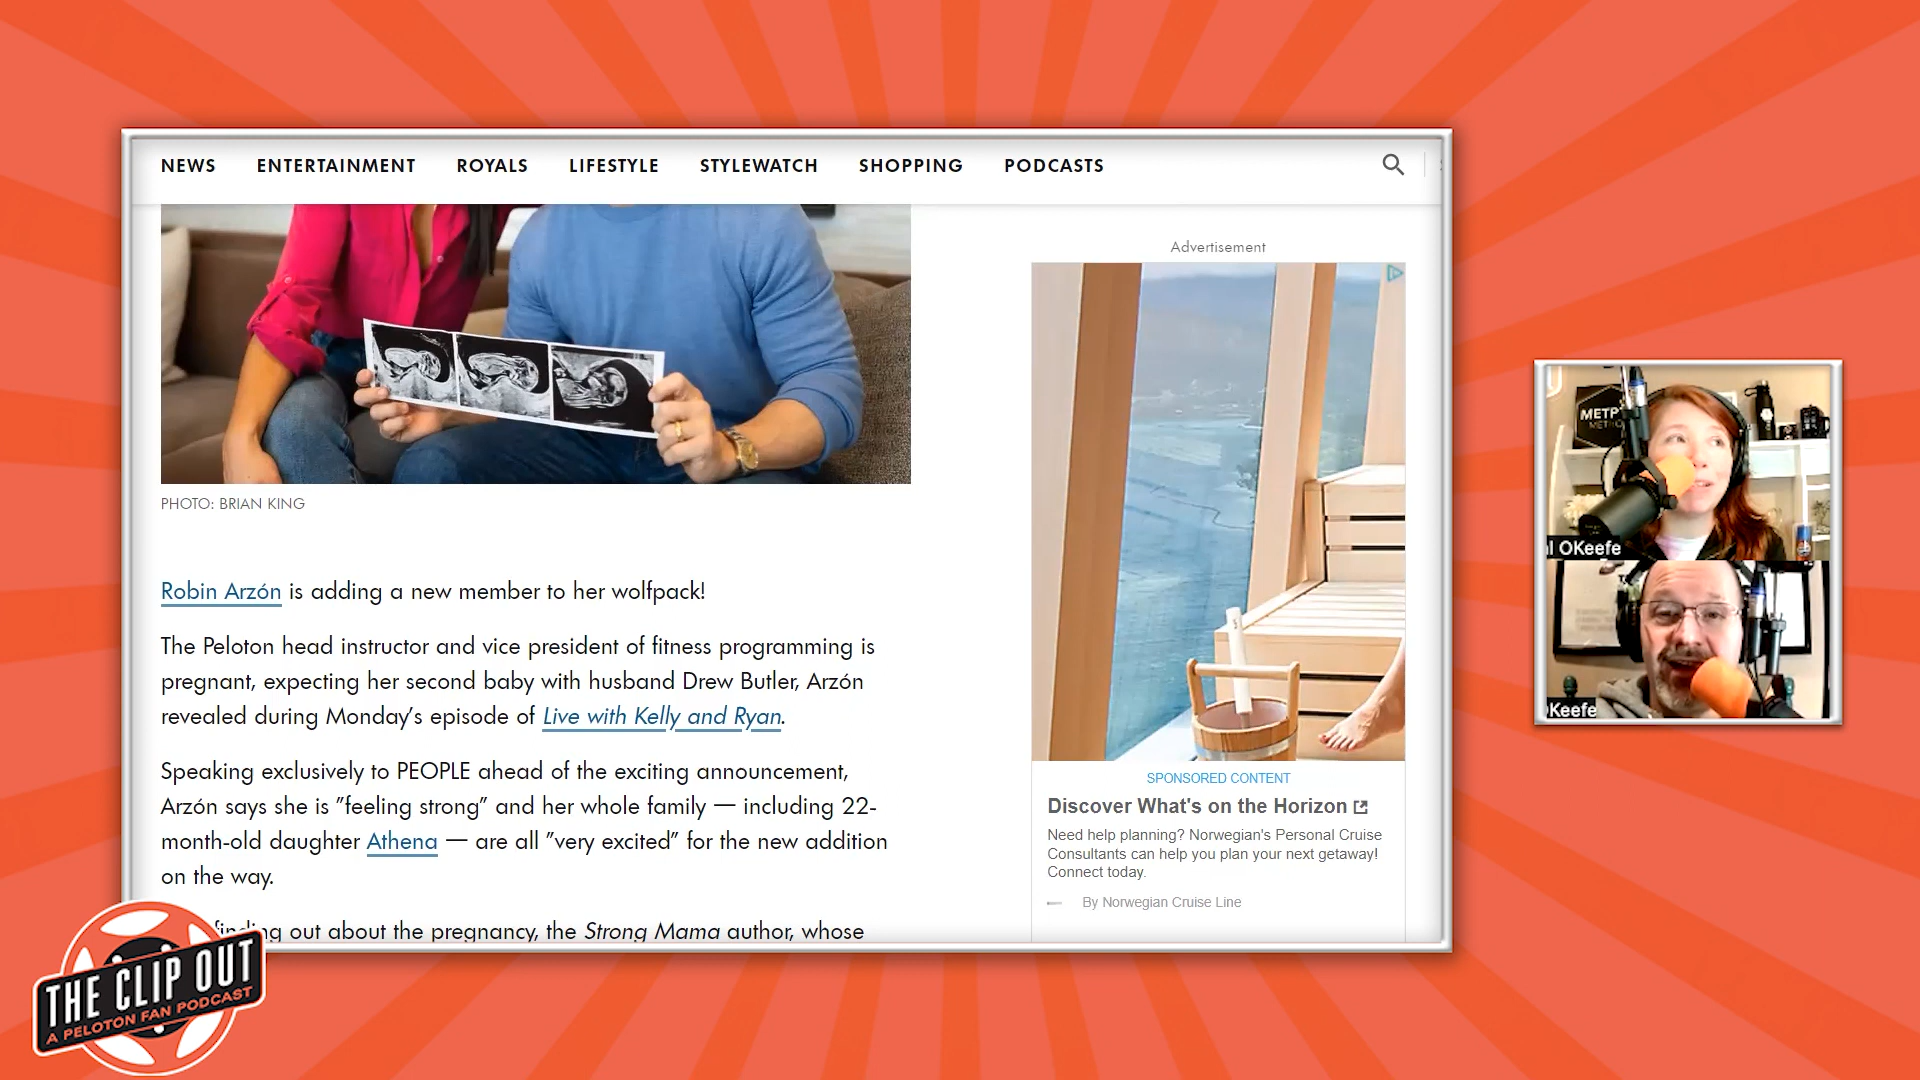 NEWS ENTERTAINMENT ROYALS LIFESTYLE STYLEWATCH SHOPPING PODCASTS
PHOTO: BRIAN KING
Robin Arzón is adding a new member to her wolfpack!
The Peloton head instructor and vice president of fitness programming is
pregnant, expecting her second baby with husband Drew Butler, Arzón
revealed during Monday's episode of Live with Kelly and Ryan.
Speaking exclusively to PEOPLE ahead of the exciting announcement,
Arzón says she is "feeling strong" and her whole family — including 22-
month-old daughter Athena — are all "very excited" for the new addition
on the way.
finding out about the pregnancy, the Strong Mama author, whose
Advertisement
SPONSORED CONTENT
Discover What's on the Horizon
Need help planning? Norwegian's Personal Cruise
Consultants can help you plan your next getaway!
Connect today.
By Norwegian Cruise Line
OKeefe
OKeefe
THE CLIP OUT
A PELOTON FAN PODCAST